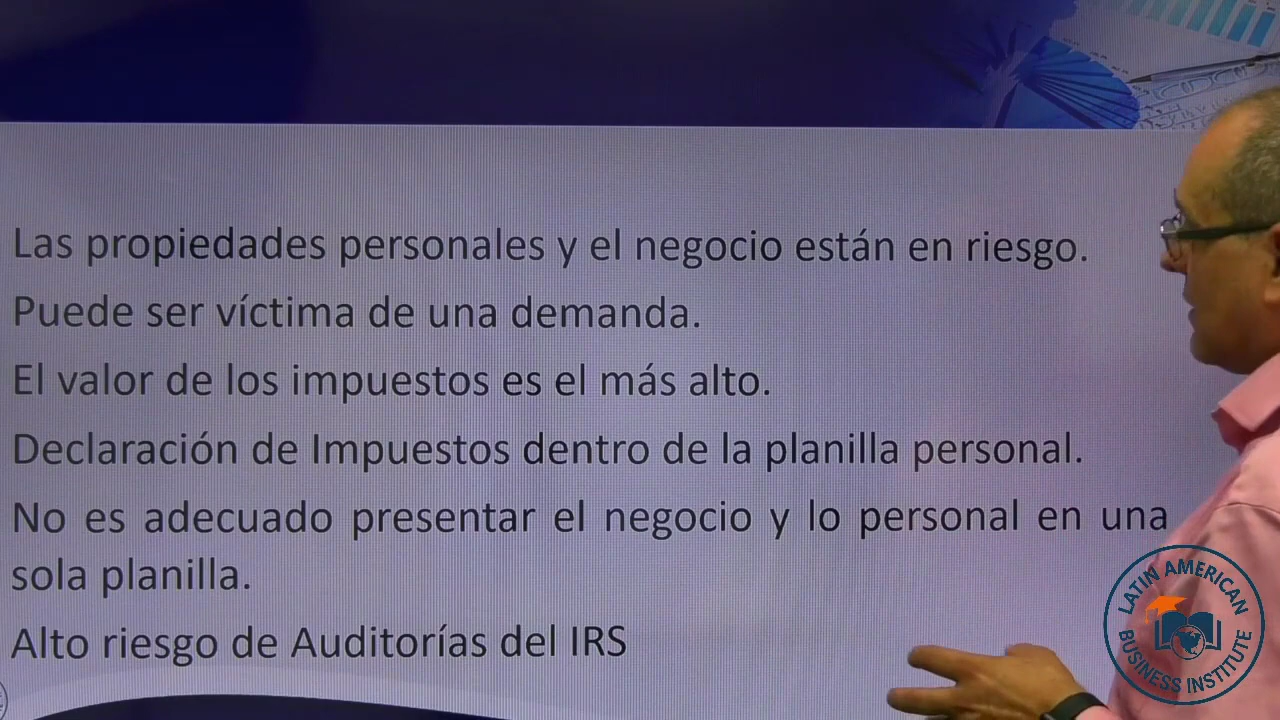 Las propiedades personales y el negocio están en riesgo.
Puede ser víctima de una demanda.
El valor de los impuestos es el más alto.
Declaración de Impuestos dentro de la planilla personal.
No es adecuado presentar el negocio y lo personal en una
sola planilla.
Alto riesgo de Auditorías del IRS
LATIN AMERICAN
BUSINESS INSTITUTE